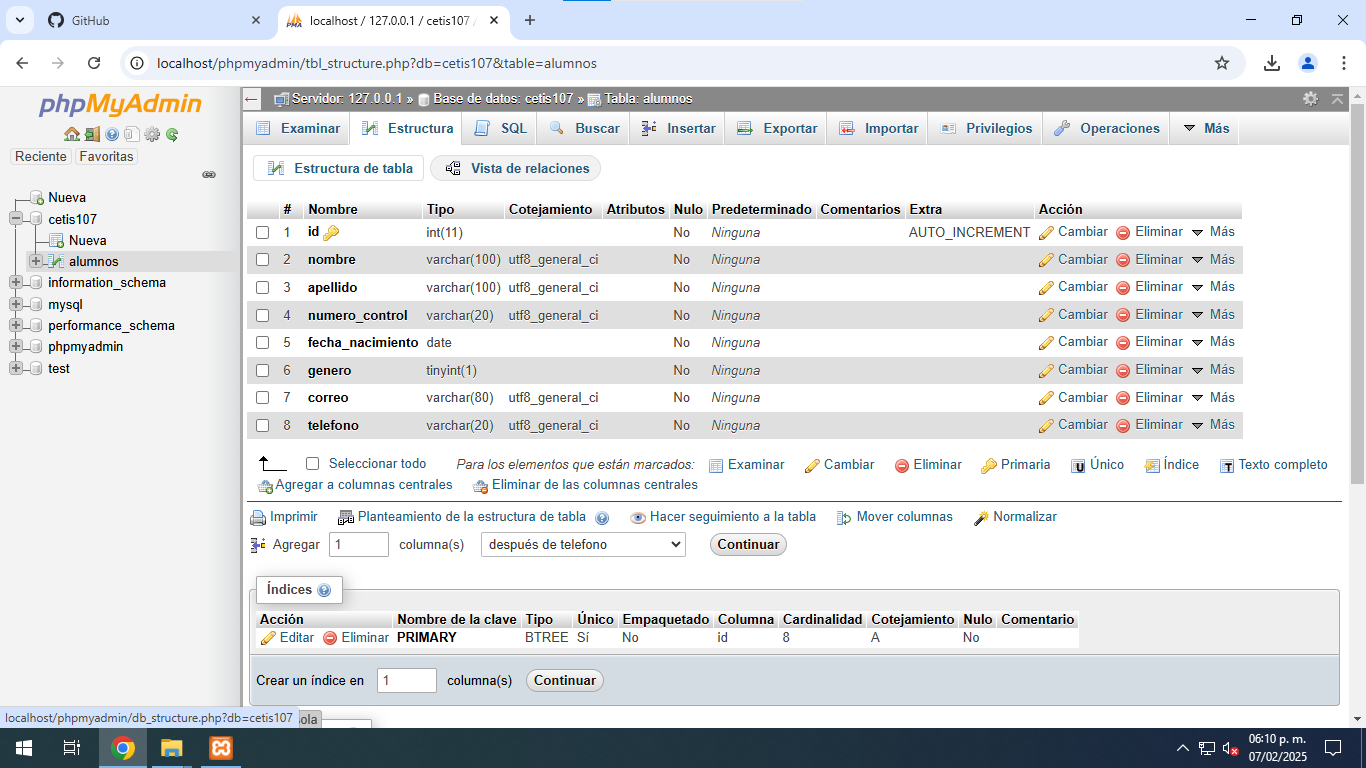 GitHub
localhost / 127.0.0.1 / cetis107 /
localhost/phpmyadmin/tbl_structure.php?db=cetis107&table=alumnos
phpMyAdmin
Reciente Favoritas
Nueva
cetis107
Nueva
alumnos
information_schema
mysql
performance_schema
phpmyadmin
test
Servidor: 127.0.0.1 » Base de datos: cetis107 » Tabla: alumnos
Examinar Estructura SQL Buscar Insertar Exportar Importar Privilegios Operaciones Más
Estructura de tabla Vista de relaciones
# Nombre Tipo Cotejamiento Atributos Nulo Predeterminado Comentarios Extra Acción
1 id int(11) No Ninguna AUTO_INCREMENT Cambiar Eliminar Más
2 nombre varchar(100) utf8_general_ci No Ninguna Cambiar Eliminar Más
3 apellido varchar(100) utf8_general_ci No Ninguna Cambiar Eliminar Más
4 numero_control varchar(20) utf8_general_ci No Ninguna Cambiar Eliminar Más
5 fecha_nacimiento date No Ninguna Cambiar Eliminar Más
6 genero tinyint(1) No Ninguna Cambiar Eliminar Más
7 correo varchar(80) utf8_general_ci No Ninguna Cambiar Eliminar Más
8 telefono varchar(20) utf8_general_ci No Ninguna Cambiar Eliminar Más
Seleccionar todo Para los elementos que están marcados: Examinar Cambiar Eliminar Primaria Único Índice Texto completo
Agregar a columnas centrales Eliminar de las columnas centrales
Imprimir Planteamiento de la estructura de tabla Hacer seguimiento a la tabla Mover columnas Normalizar
Agregar 1 columna(s) después de telefono Continuar
Índices
Acción Nombre de la clave Tipo Único Empaquetado Columna Cardinalidad Cotejamiento Nulo Comentario
Editar Eliminar PRIMARY BTREE Sí No id 8 A No
Crear un índice en 1 columna(s) Continuar
localhost/phpmyadmin/db_structure.php?db=cetis107 sola
06:10 p. m.
07/02/2025